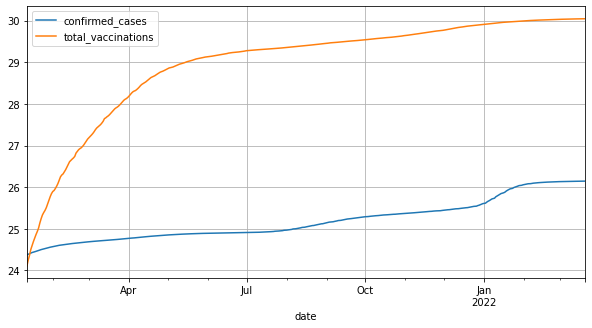 confirmed_cases
total_vaccinations
30
29
28
27
26
25
24
Apr
Jul
Oct
Jan
2022
date